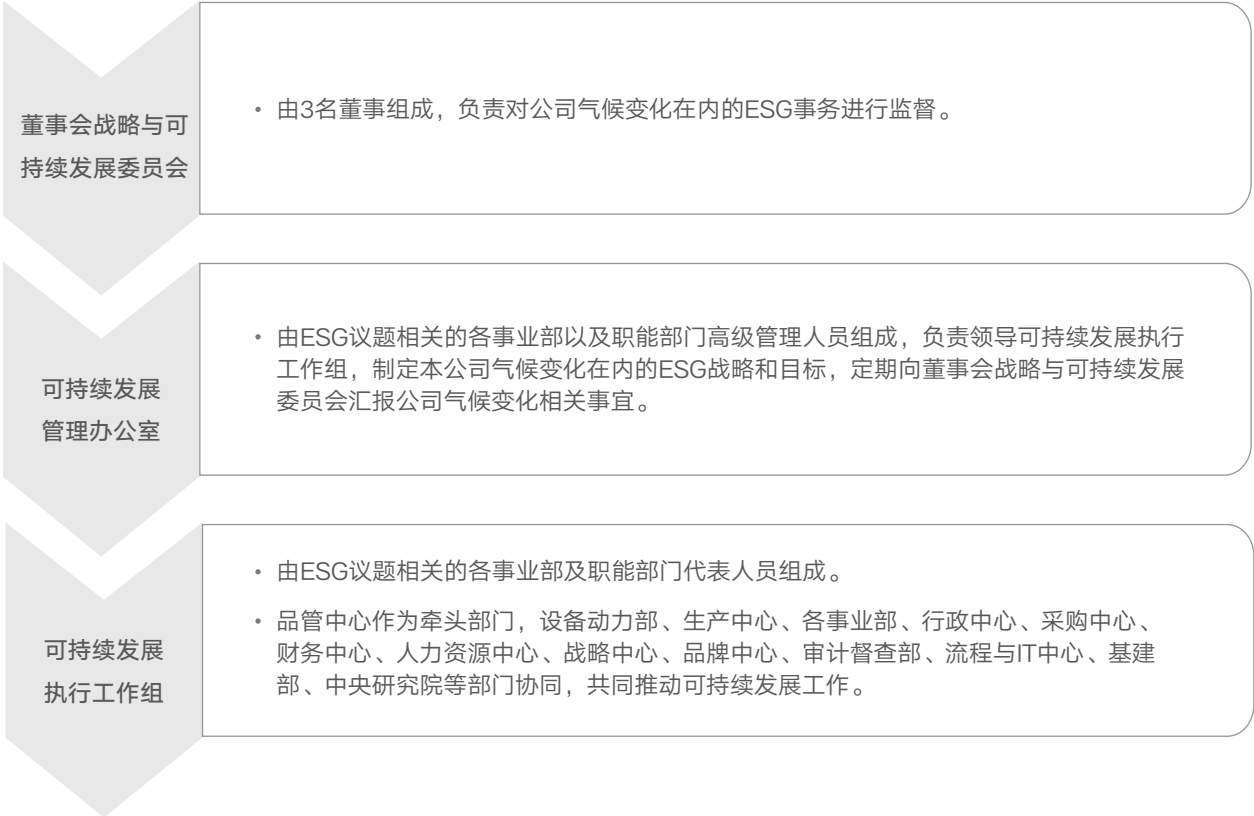 董事会战略与可
持续发展委员会
• 由3名董事组成，负责对公司气候变化在内的ESG事务进行监督。
可持续发展
管理办公室
• 由ESG议题相关的各事业部以及职能部门高级管理人员组成，负责领导可持续发展执行
工作组，制定本公司气候变化在内的ESG战略和目标，定期向董事会战略与可持续发展
委员会汇报公司气候变化相关事宜。
可持续发展
执行工作组
• 由ESG议题相关的各事业部及职能部门代表人员组成。
• 品管中心作为牵头部门，设备动力部、生产中心、各事业部、行政中心、采购中心、
财务中心、人力资源中心、战略中心、品牌中心、审计督查部、流程与IT中心、基建
部、中央研究院等部门协同，共同推动可持续发展工作。